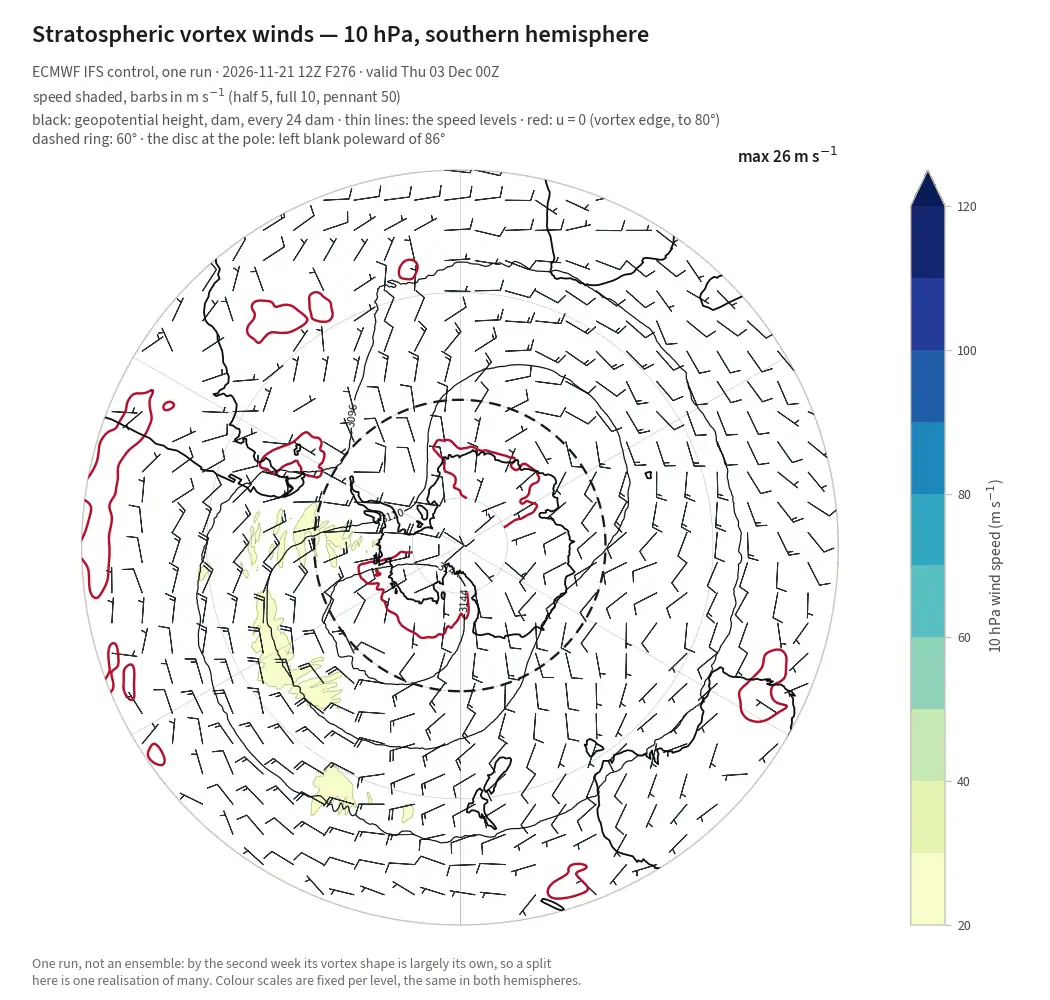 Stratospheric vortex winds — 10 hPa, southern hemisphere
ECMWF IFS control, one run · 2026-11-21 12Z F276 · valid Thu 03 Dec 00Z
speed shaded, barbs in m s⁻¹ (half 5, full 10, pennant 50)
black: geopotential height, dam, every 24 dam · thin lines: the speed levels · red: u = 0 (vortex edge, to 80°)
dashed ring: 60° · the disc at the pole: left blank poleward of 86°
max 26 m s⁻¹
120
100
80
60
40
20
10 hPa wind speed (m s⁻¹)
3096
3144
One run, not an ensemble: by the second week its vortex shape is largely its own, so a split
here is one realisation of many. Colour scales are fixed per level, the same in both hemispheres.